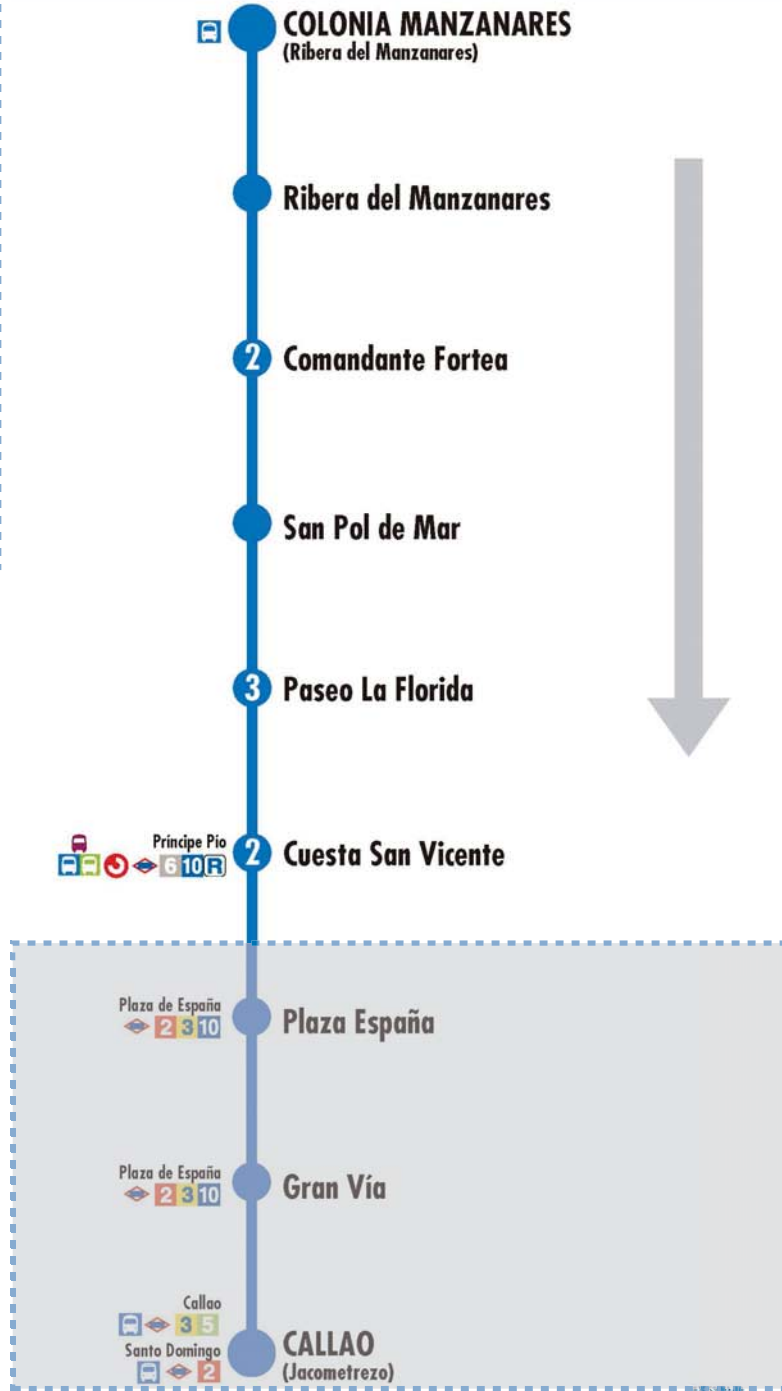 COLONIA MANZANARES
(Ribera del Manzanares)
Ribera del Manzanares
2 Comandante Fortea
San Pol de Mar
3 Paseo La Florida
Príncipe Pío
6 10 R
2 Cuesta San Vicente
Plaza de España
2 3 10
Plaza España
Plaza de España
2 3 10
Gran Vía
Callao
3 5
Santo Domingo
2
CALLAO
(Jacometrezo)